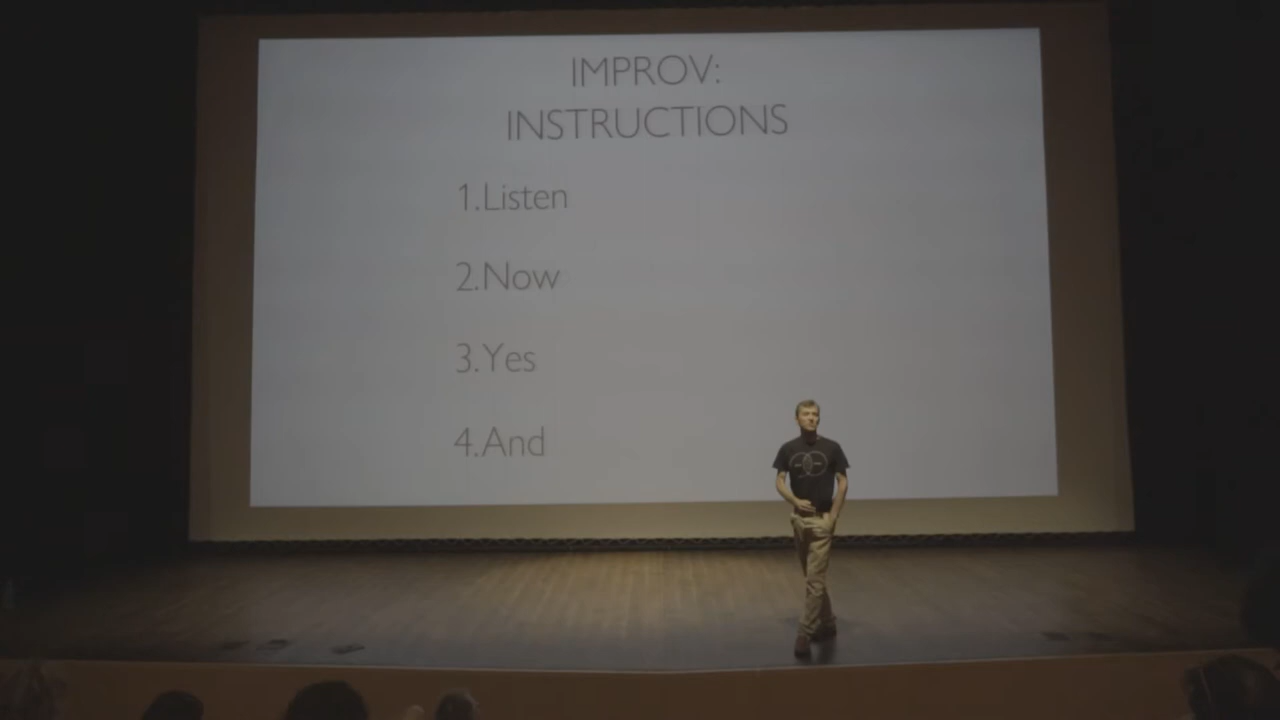 IMPROV:
INSTRUCTIONS
1.Listen
2.Now
3.Yes
4.And